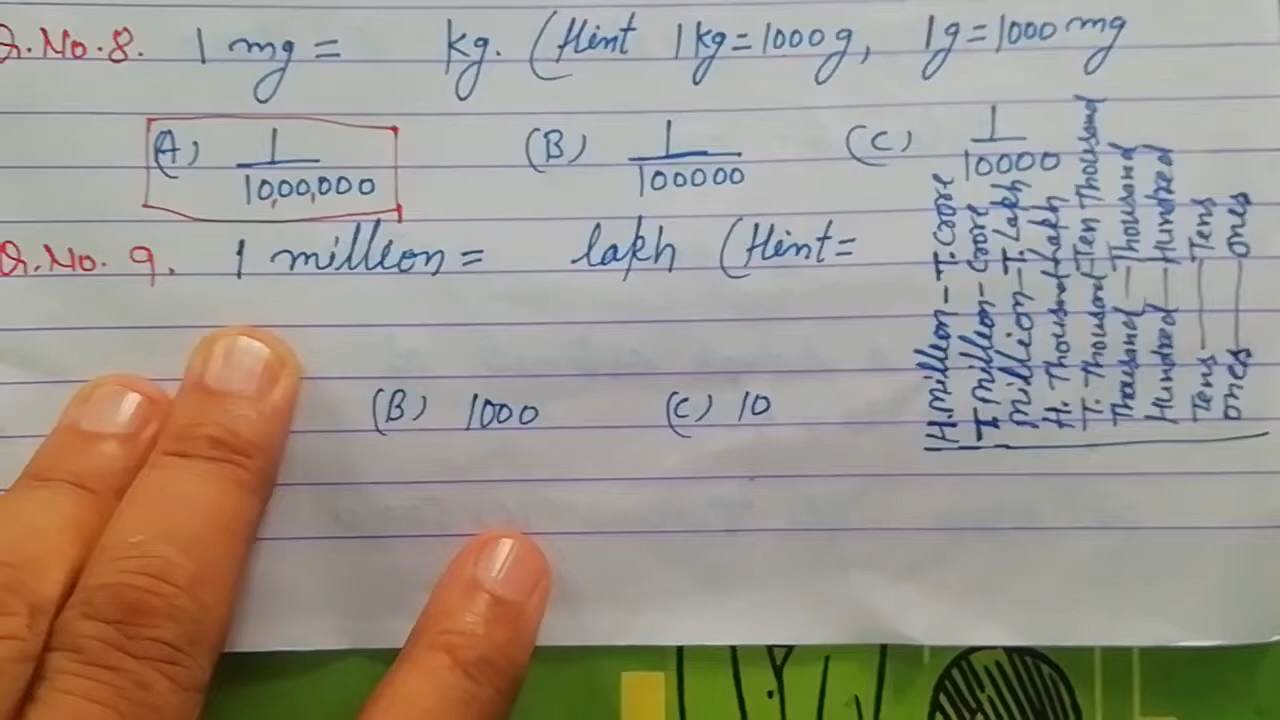 Q.No.8. 1 mg = kg. (Hint 1kg=1000g, 1g=1000mg
(A) 1/10,00,000 (B) 1/100000 (C) 1/10000
Q.No.9. 1 million = lakh (Hint=
(B) 1000 (C) 10
H.million - T.Crore
T.million - Crore
million - T.Lakh
H. Thousand Lakh
T. Thousand Ten Thousand
Thousand - Thousand
Hundred - Hundred
Tens - Tens
ones - ones